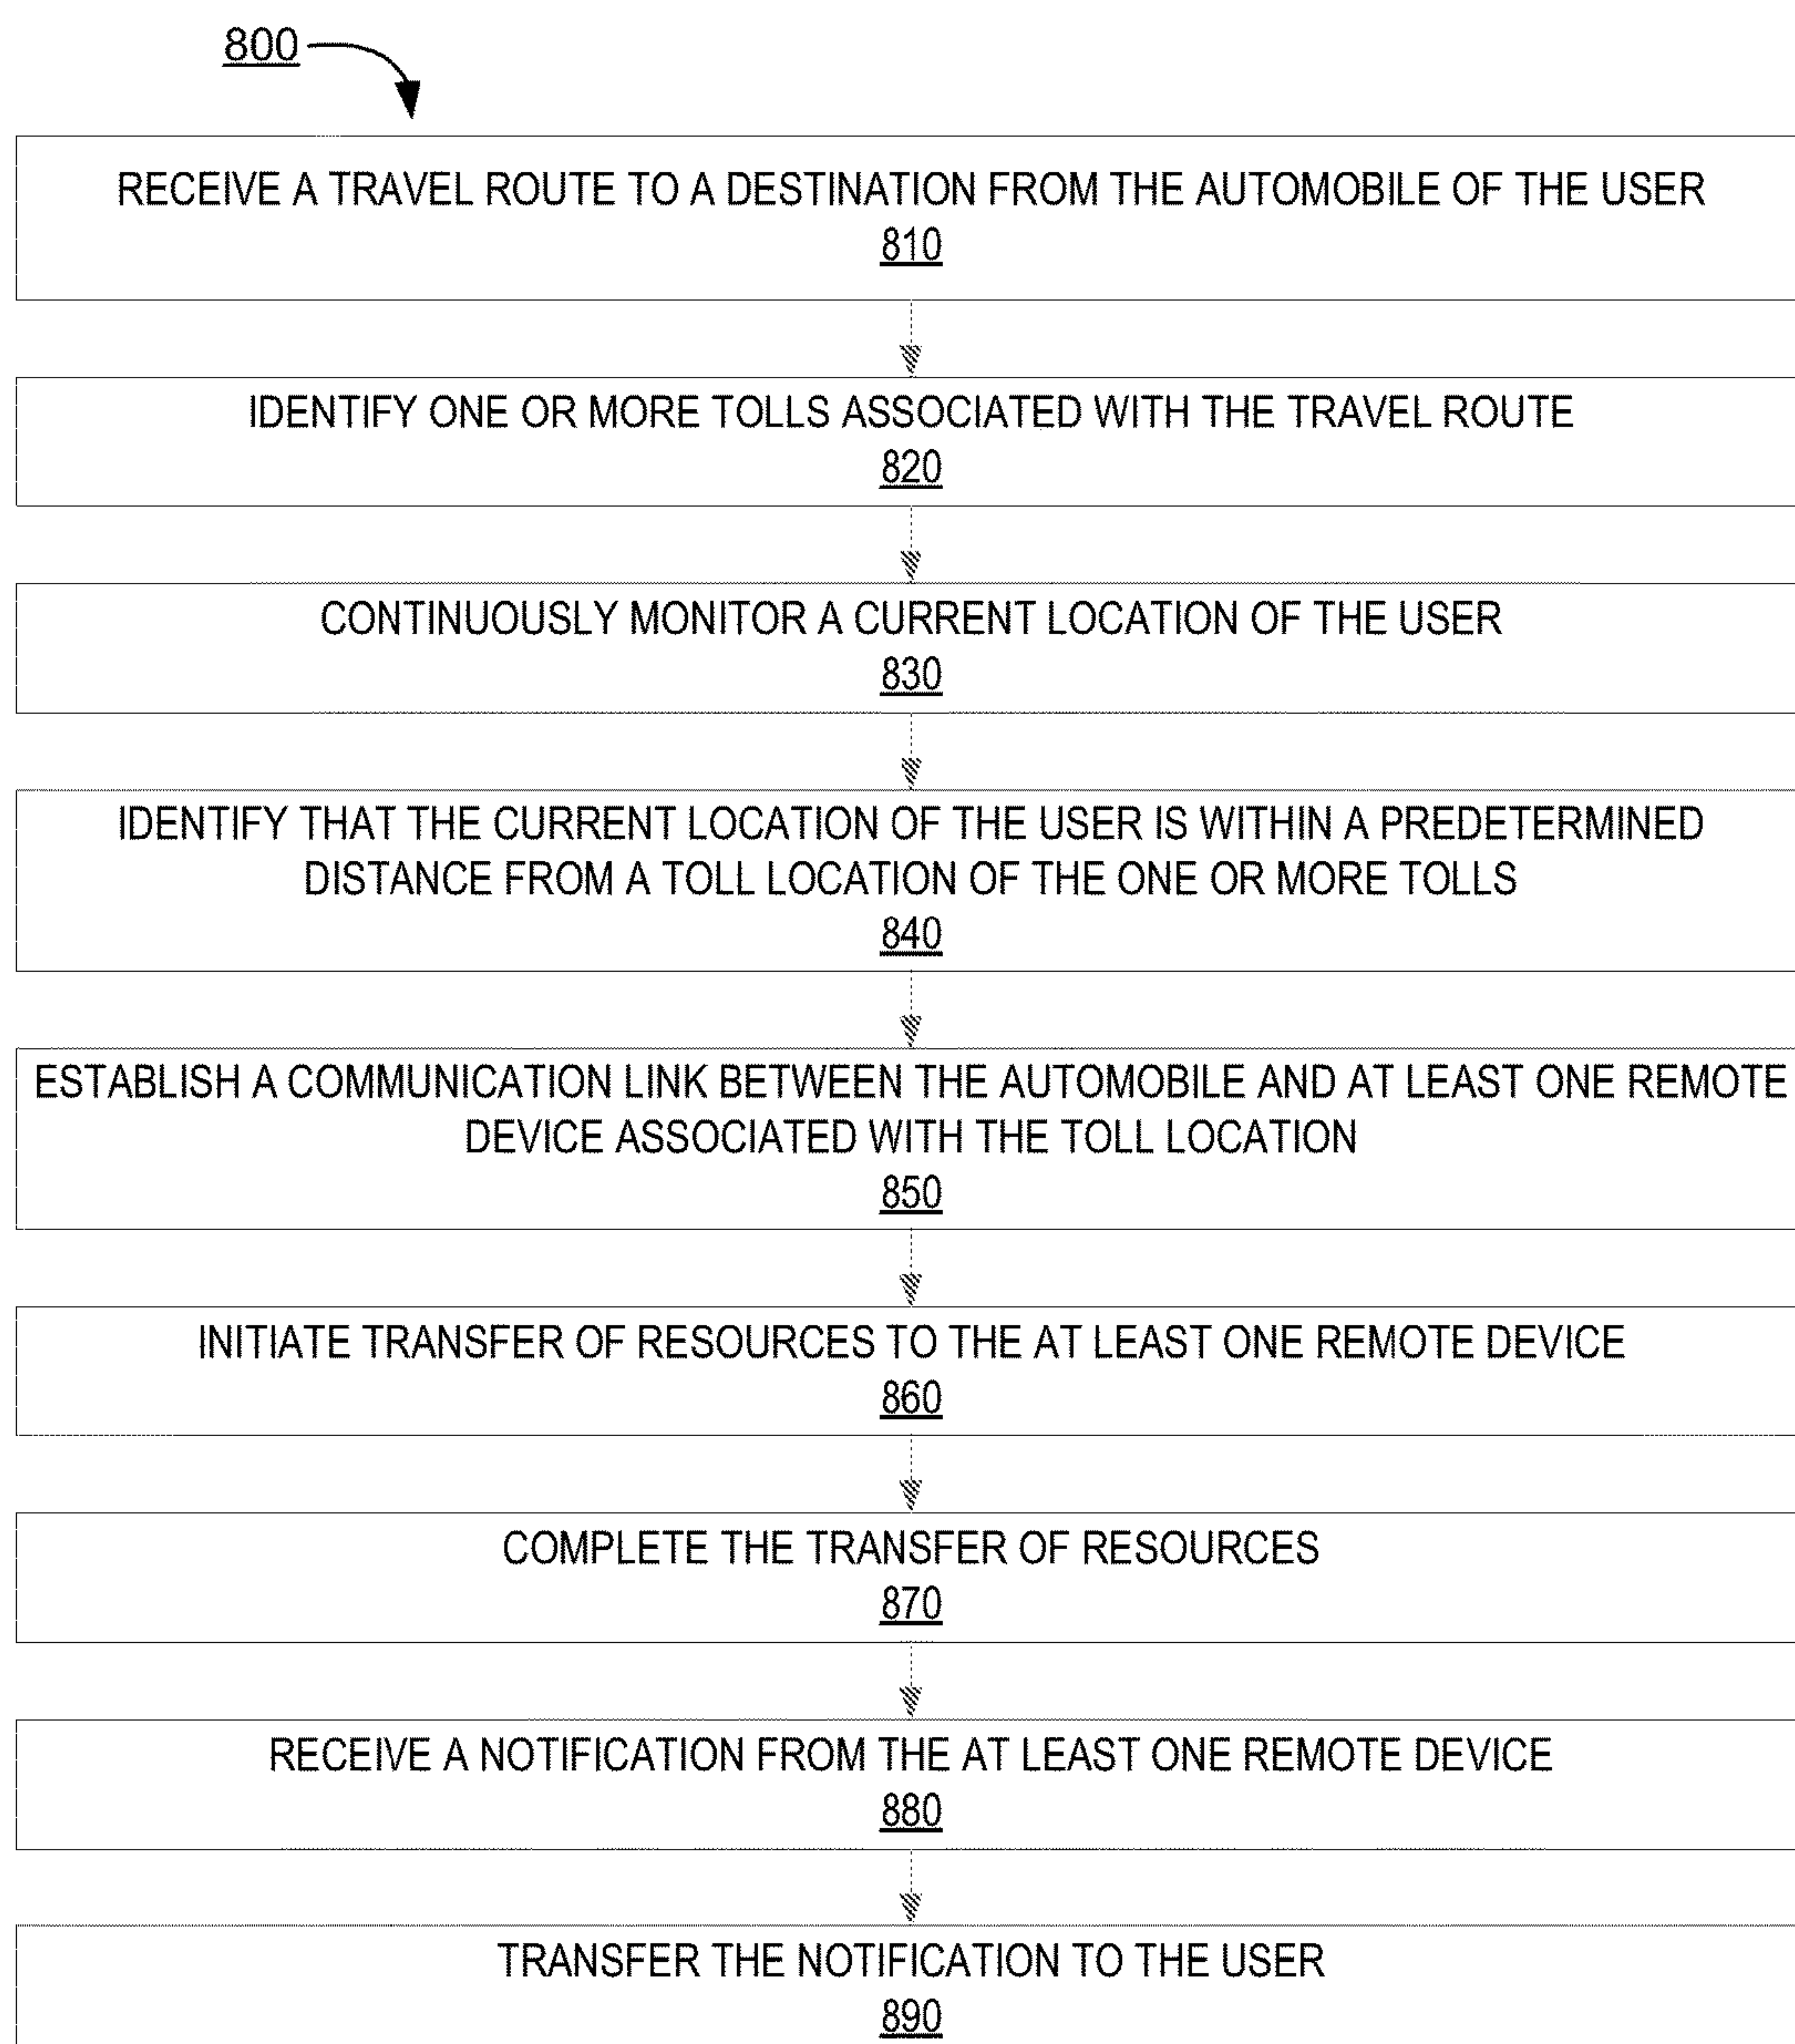 800
RECEIVE A TRAVEL ROUTE TO A DESTINATION FROM THE AUTOMOBILE OF THE USER
810
IDENTIFY ONE OR MORE TOLLS ASSOCIATED WITH THE TRAVEL ROUTE
820
CONTINUOUSLY MONITOR A CURRENT LOCATION OF THE USER
830
IDENTIFY THAT THE CURRENT LOCATION OF THE USER IS WITHIN A PREDETERMINED
DISTANCE FROM A TOLL LOCATION OF THE ONE OR MORE TOLLS
840
ESTABLISH A COMMUNICATION LINK BETWEEN THE AUTOMOBILE AND AT LEAST ONE REMOTE
DEVICE ASSOCIATED WITH THE TOLL LOCATION
850
INITIATE TRANSFER OF RESOURCES TO THE AT LEAST ONE REMOTE DEVICE
860
COMPLETE THE TRANSFER OF RESOURCES
870
RECEIVE A NOTIFICATION FROM THE AT LEAST ONE REMOTE DEVICE
880
TRANSFER THE NOTIFICATION TO THE USER
890